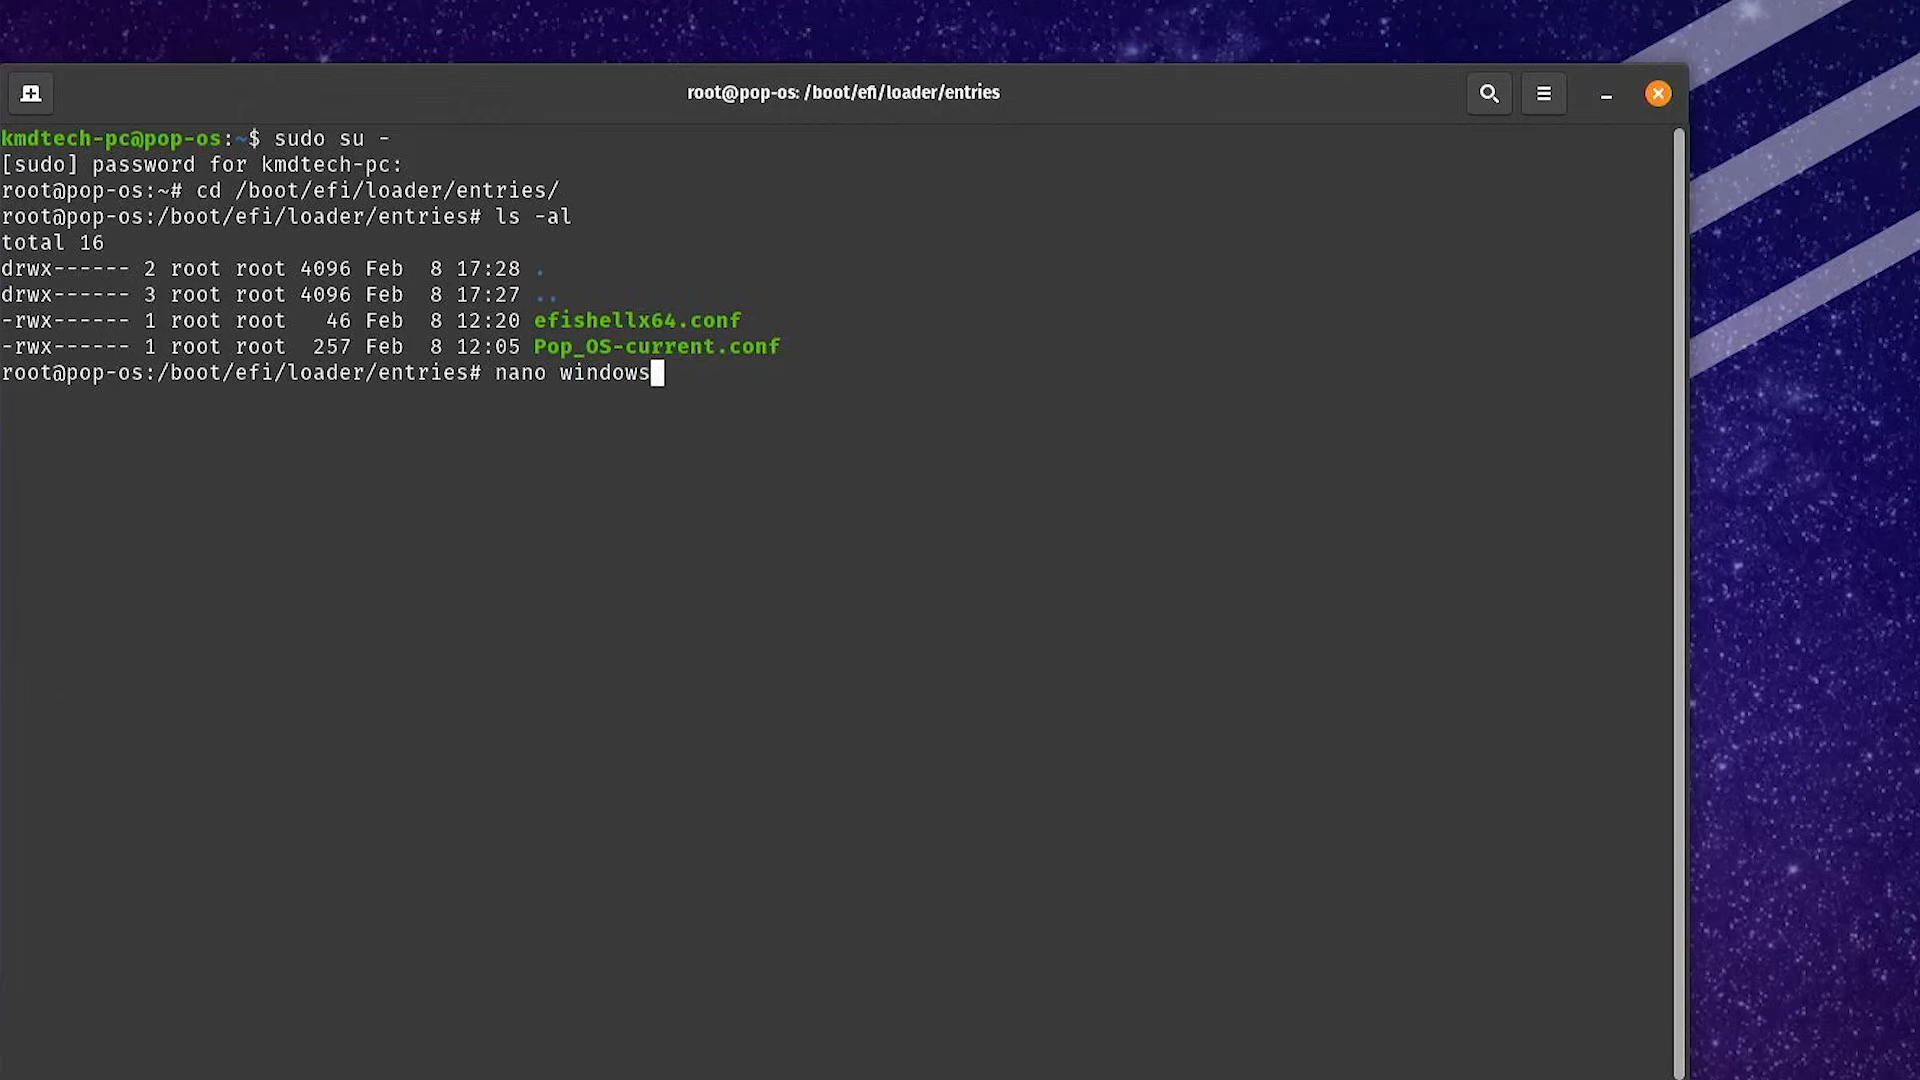 root@pop-os: /boot/efi/loader/entries
kmdtech-pc@pop-os:~$ sudo su -
[sudo] password for kmdtech-pc:
root@pop-os:~# cd /boot/efi/loader/entries/
root@pop-os:/boot/efi/loader/entries# ls -al
total 16
drwx------ 2 root root 4096 Feb  8 17:28 .
drwx------ 3 root root 4096 Feb  8 17:27 ..
-rwx------ 1 root root   46 Feb  8 12:20 efishellx64.conf
-rwx------ 1 root root  257 Feb  8 12:05 Pop_OS-current.conf
root@pop-os:/boot/efi/loader/entries# nano windows